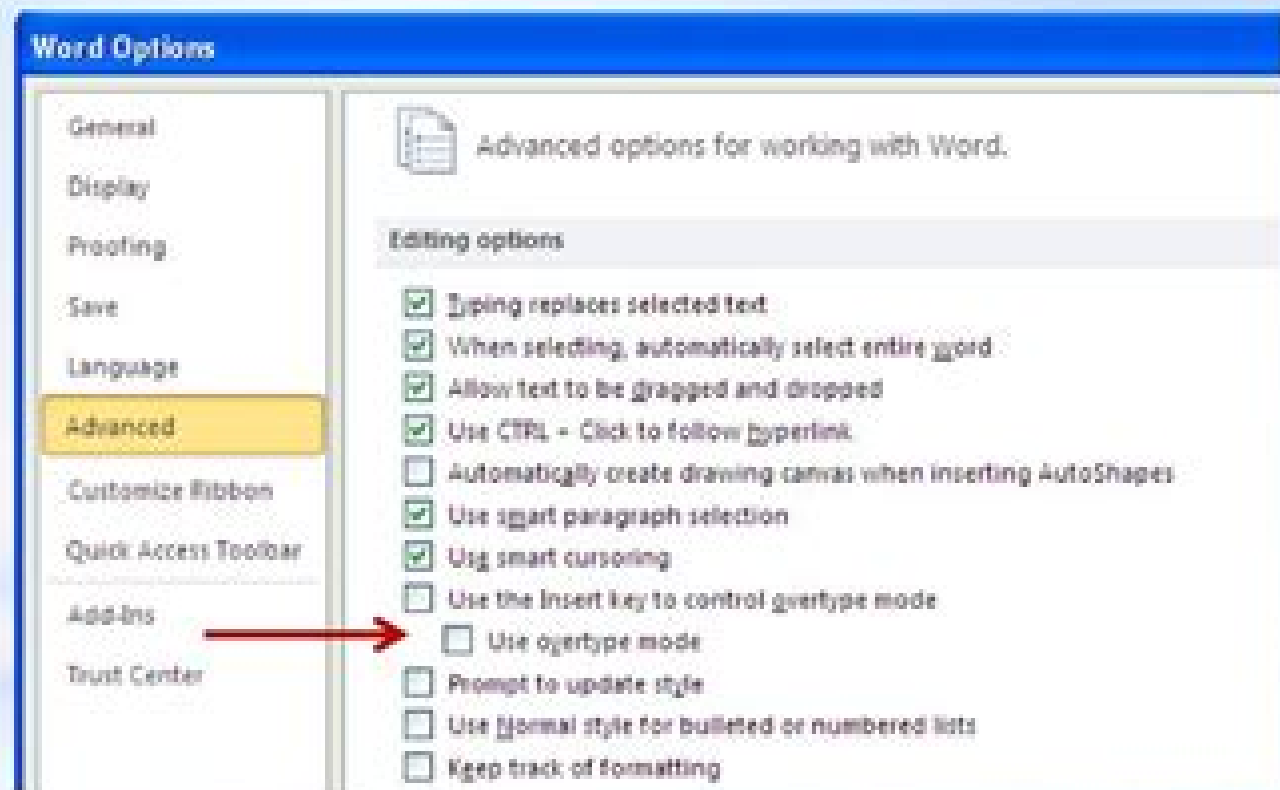 Word Options
General
Display
Proofing
Save
Language
Advanced
Customize Ribbon
Quick Access Toolbar
Add-Ins
Trust Center
Advanced options for working with Word.
Editing options
Typing replaces selected text
When selecting, automatically select entire word
Allow text to be dragged and dropped
Use CTRL + Click to follow hyperlink
Automatically create drawing canvas when inserting AutoShapes
Use smart paragraph selection
Use smart cursoring
Use the Insert key to control overtype mode
Use overtype mode
Prompt to update style
Use Normal style for bulleted or numbered lists
Keep track of formatting